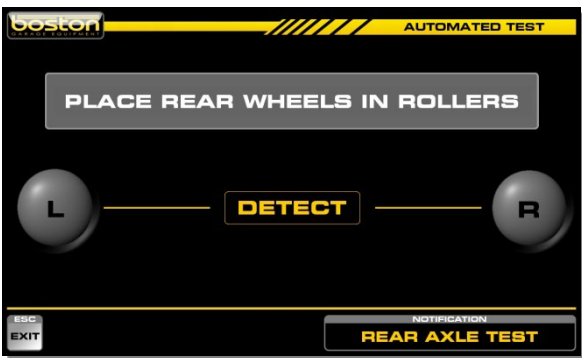 boston
GARAGE EQUIPMENT
AUTOMATED TEST
PLACE REAR WHEELS IN ROLLERS
L
DETECT
R
ESC
EXIT
NOTIFICATION
REAR AXLE TEST